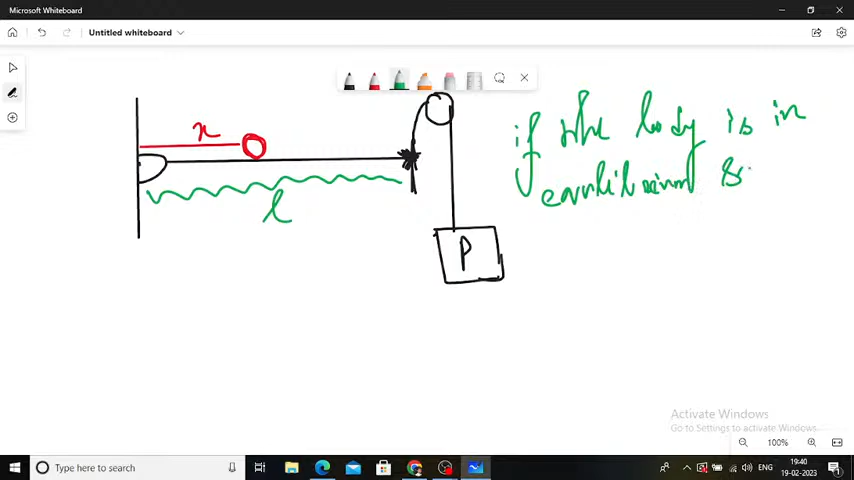 Microsoft Whiteboard
Untitled whiteboard
x
l
P
if the body is in
equilibrium &
Activate Windows
Go to Settings to activate Windows.
100%
Type here to search
ENG
19:40
19-02-2023